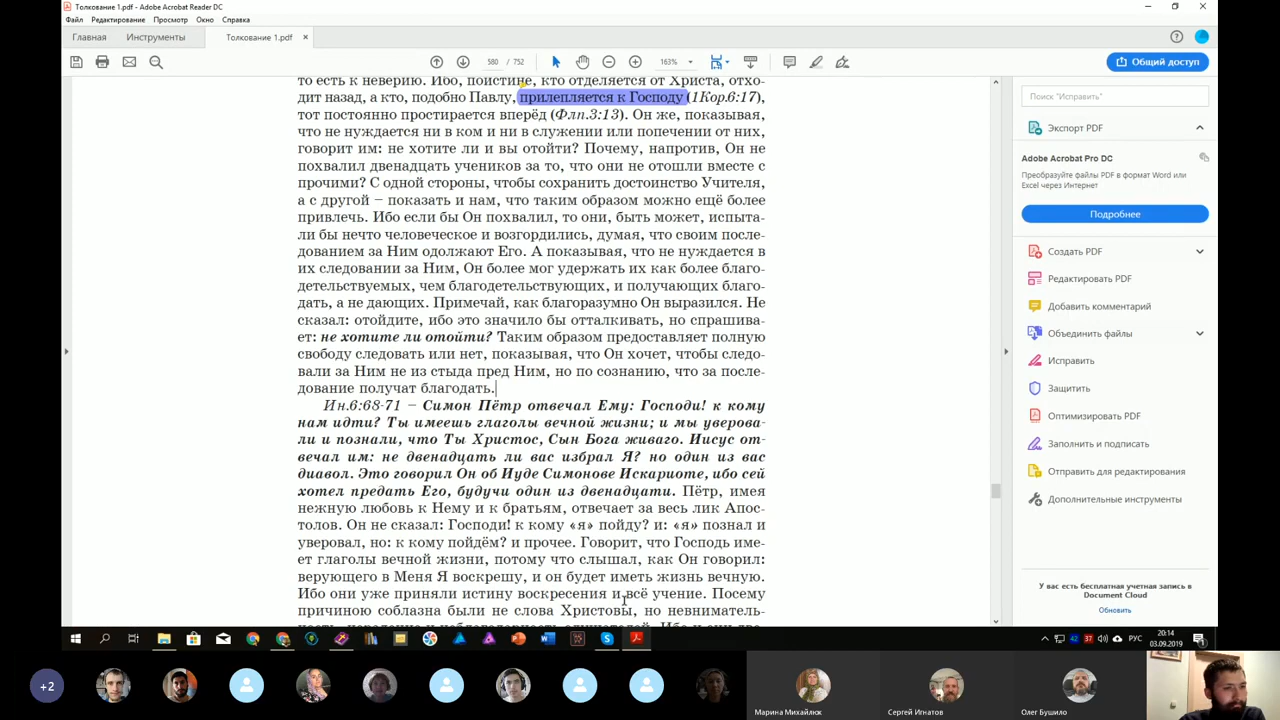 Толкование 1.pdf - Adobe Acrobat Reader DC
Файл Редактирование Просмотр Окно Справка
Главная Инструменты Толкование 1.pdf ×
580 / 752 163% Общий доступ
то есть к неверию. Ибо, поистине, кто отделяется от Христа, отхо-
дит назад, а кто, подобно Павлу, прилепляется к Господу (1Кор.6:17),
тот постоянно простирается вперёд (Флп.3:13). Он же, показывая,
что не нуждается ни в ком и ни в служении или попечении от них,
говорит им: не хотите ли и вы отойти? Почему, напротив, Он не
похвалил двенадцать учеников за то, что они не отошли вместе с
прочими? С одной стороны, чтобы сохранить достоинство Учителя,
а с другой – показать и нам, что таким образом можно ещё более
привлечь. Ибо если бы Он похвалил, то они, быть может, испыта-
ли бы нечто человеческое и возгордились, думая, что своим после-
дованием за Ним одолжают Его. А показывая, что не нуждается в
их следовании за Ним, Он более мог удержать их как более благо-
детельствуемых, чем благодетельствующих, и получающих благо-
дать, а не дающих. Примечай, как благоразумно Он выразился. Не
сказал: отойдите, ибо это значило бы отталкивать, но спрашива-
ет: не хотите ли отойти? Таким образом предоставляет полную
свободу следовать или нет, показывая, что Он хочет, чтобы следо-
вали за Ним не из стыда пред Ним, но по сознанию, что за после-
дование получат благодать.
Ин.6:68-71 – Симон Пётр отвечал Ему: Господи! к кому
нам идти? Ты имеешь глаголы вечной жизни; и мы уверова-
ли и познали, что Ты Христос, Сын Бога живаго. Иисус от-
вечал им: не двенадцать ли вас избрал Я? но один из вас
диавол. Это говорил Он об Иуде Симонове Искариоте, ибо сей
хотел предать Его, будучи один из двенадцати. Пётр, имея
нежную любовь к Нему и к братьям, отвечает за весь лик Апос-
толов. Он не сказал: Господи! к кому «я» пойду? и: «я» познал и
уверовал, но: к кому пойдём? и прочее. Говорит, что Господь име-
ет глаголы вечной жизни, потому что слышал, как Он говорил:
верующего в Меня Я воскрешу, и он будет иметь жизнь вечную.
Ибо они уже приняли истину воскресения и всё учение. Посему
причиною соблазна были не слова Христовы, но невниматель-
Поиск "Исправить"
Экспорт PDF
Adobe Acrobat Pro DC
Преобразуйте файлы PDF в формат Word или
Excel через Интернет
Подробнее
Создать PDF
Редактировать PDF
Добавить комментарий
Объединить файлы
Исправить
Защитить
Оптимизировать PDF
Заполнить и подписать
Отправить для редактирования
Дополнительные инструменты
У вас есть бесплатная учетная запись в
Document Cloud
Обновить
42 37 РУС 20:14
03.09.2019
+2
Марина Михайлюк Сергей Игнатов Олег Бушило